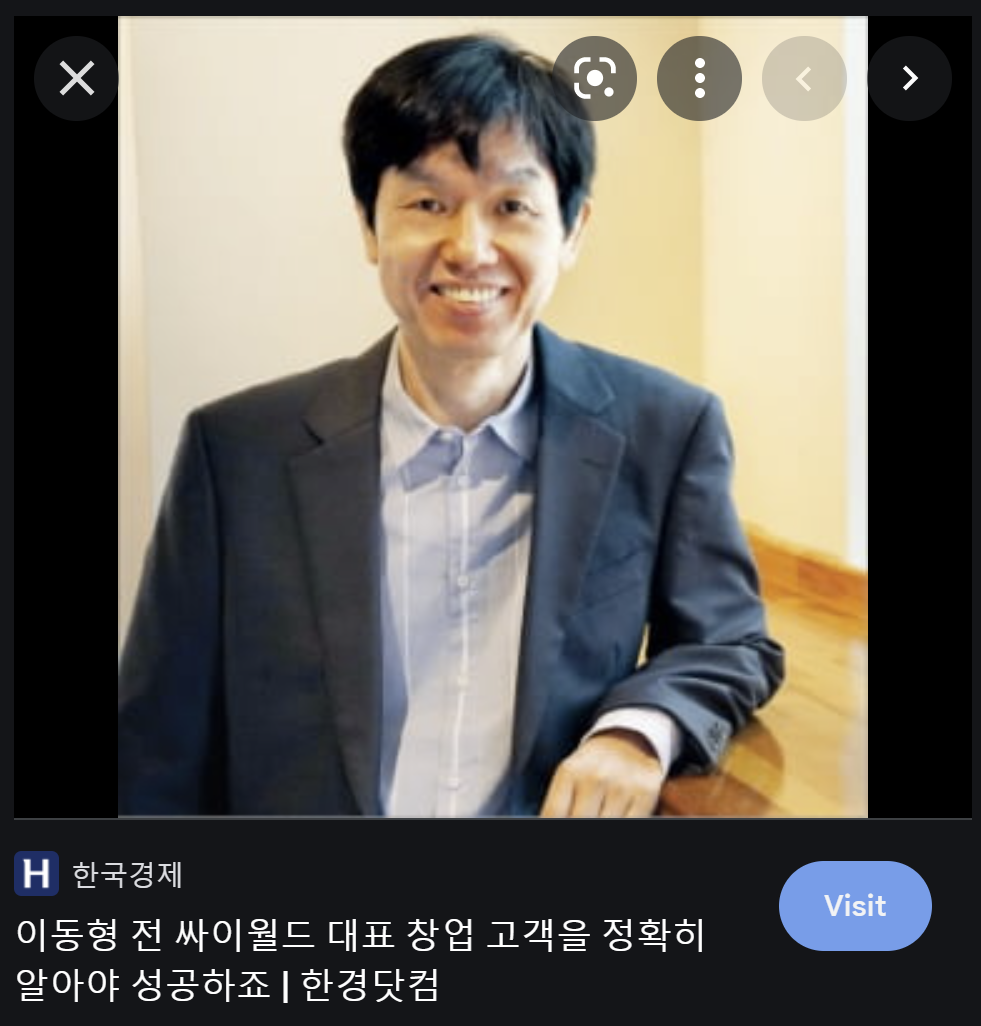 H 한국경제
Visit
이동형 전 싸이월드 대표 창업 고객을 정확히
알아야 성공하죠 | 한경닷컴